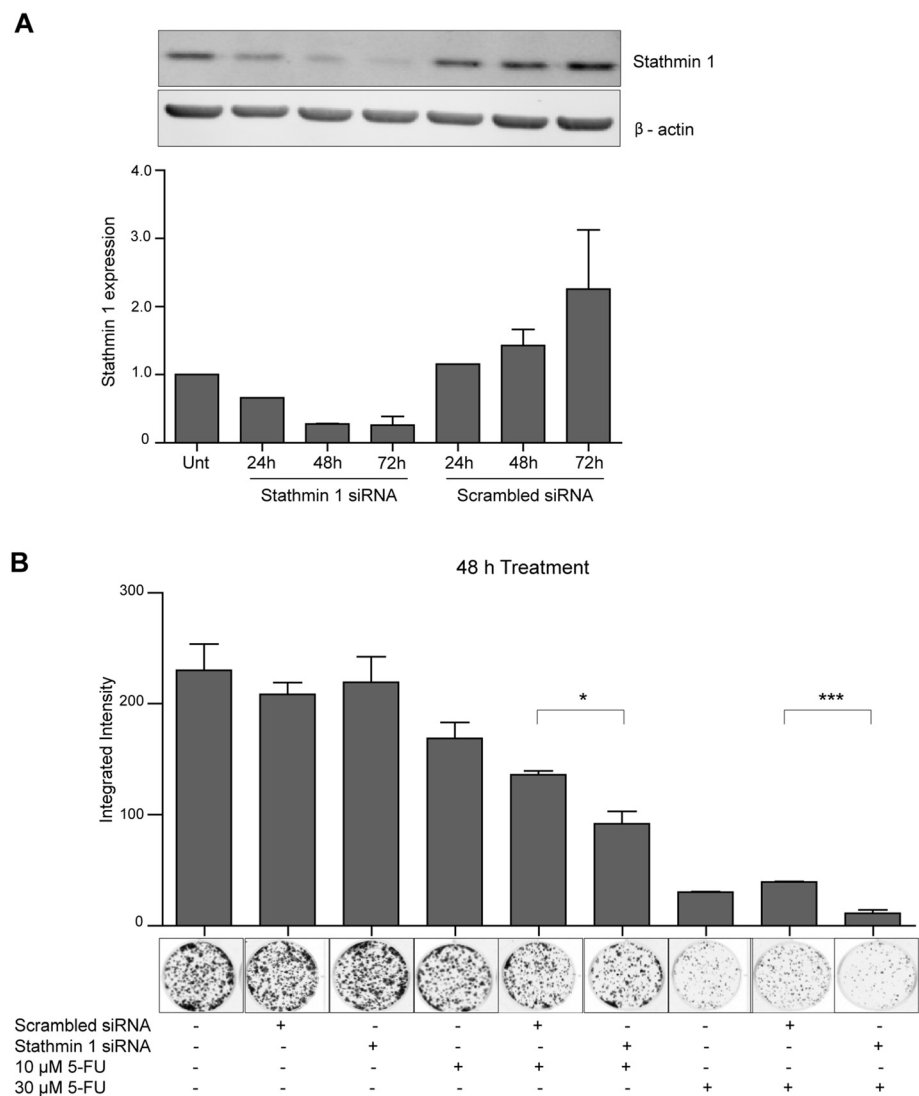 A
Stathmin 1
β - actin
4.0
3.0
2.0
1.0
0
Stathmin 1 expression
Unt 24h 48h 72h 24h 48h 72h
Stathmin 1 siRNA Scrambled siRNA
B
48 h Treatment
300
200
100
0
Integrated Intensity
* ***
Scrambled siRNA - + - - + - - + -
Stathmin 1 siRNA - - + - - + - - +
10 µM 5-FU - - - + + + - - -
30 µM 5-FU - - - - - - + + +